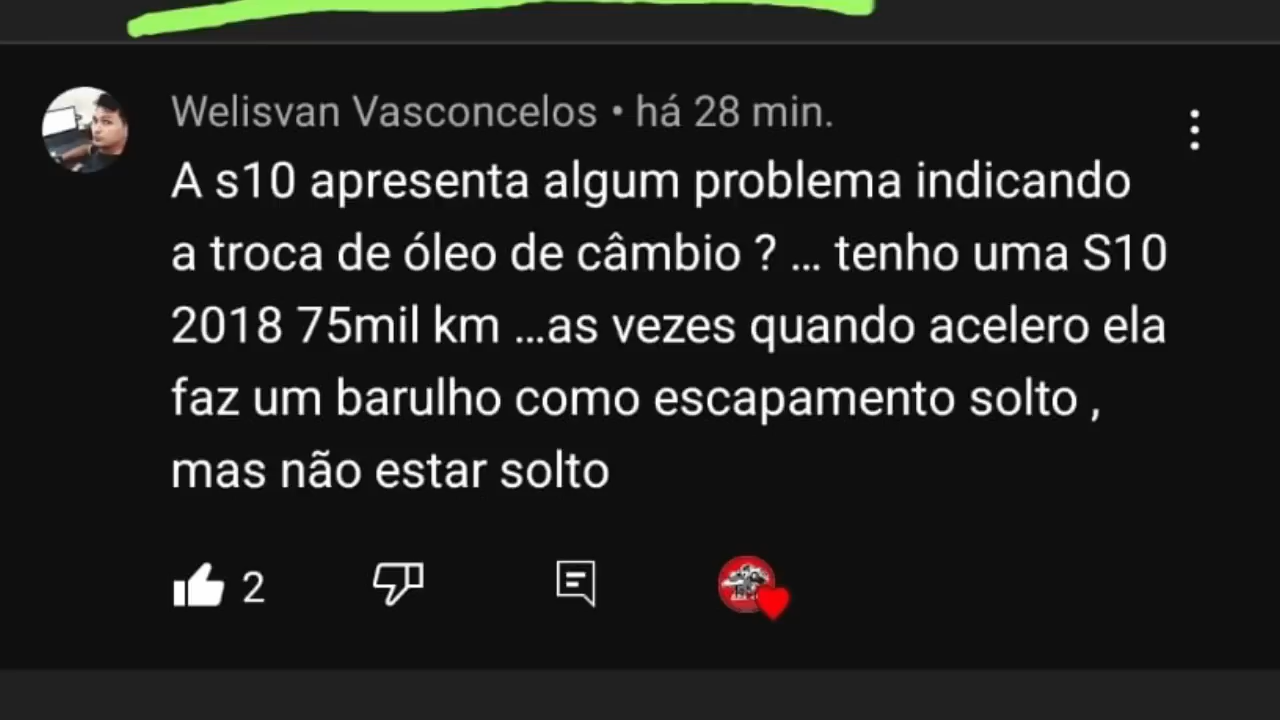 Welisvan Vasconcelos • há 28 min.
A s10 apresenta algum problema indicando
a troca de óleo de câmbio ? ... tenho uma S10
2018 75mil km ...as vezes quando acelero ela
faz um barulho como escapamento solto ,
mas não estar solto
2